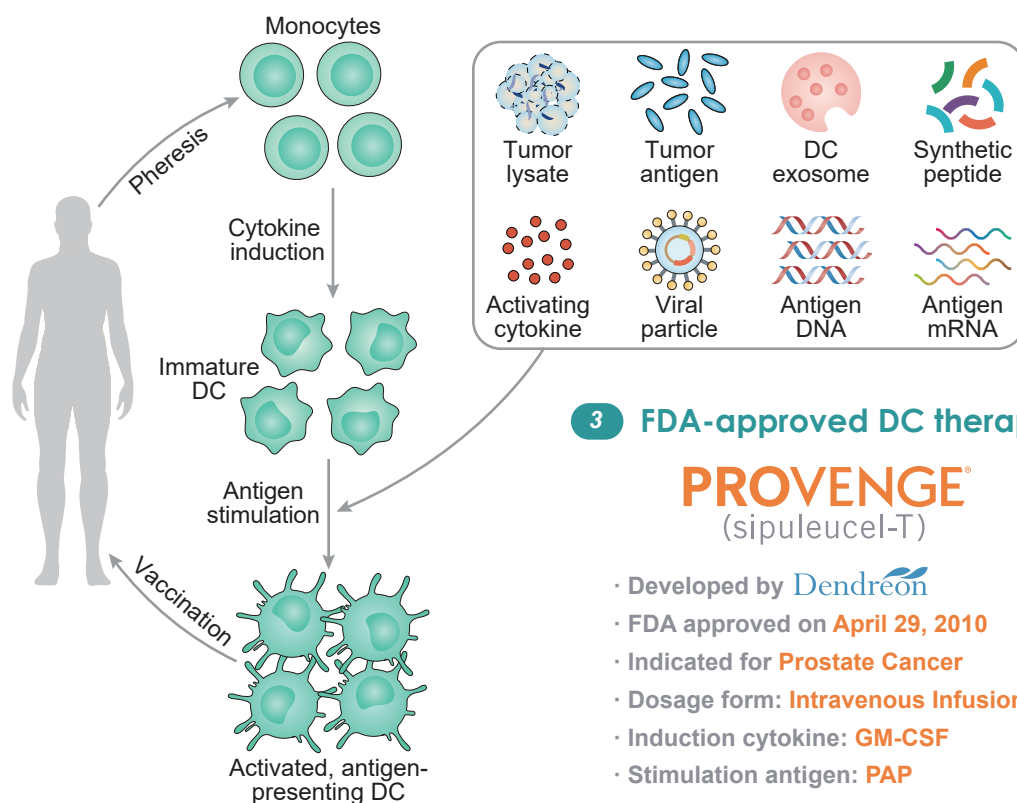 Monocytes
Pheresis
Cytokine
induction
Immature
DC
Antigen
stimulation
Vaccination
Activated, antigen-
presenting DC
Tumor
lysate
Tumor
antigen
DC
exosome
Synthetic
peptide
Activating
cytokine
Viral
particle
Antigen
DNA
Antigen
mRNA
3 FDA-approved DC therap
PROVENGE®
(sipuleucel-T)
· Developed by Dendreon
· FDA approved on April 29, 2010
· Indicated for Prostate Cancer
· Dosage form: Intravenous Infusion
· Induction cytokine: GM-CSF
· Stimulation antigen: PAP